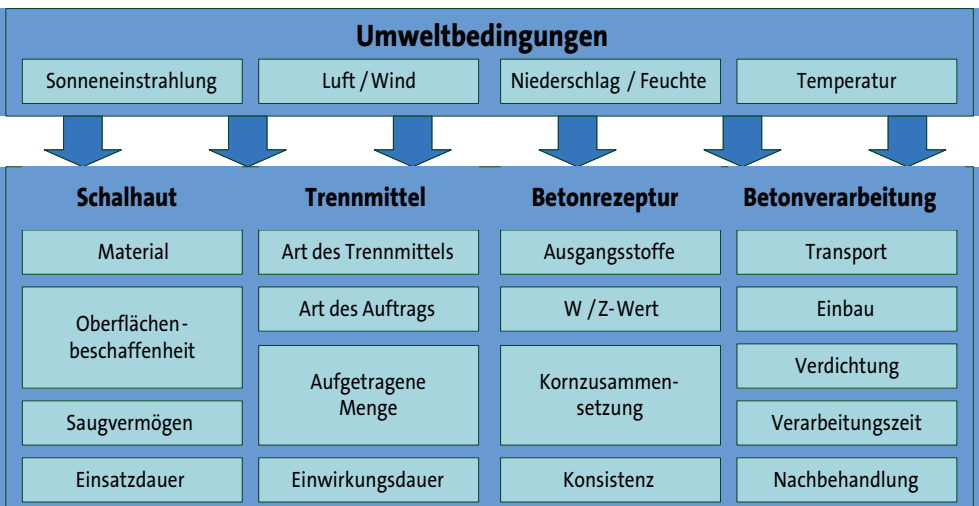 Umweltbedingungen
Sonneneinstrahlung
Luft / Wind
Niederschlag / Feuchte
Temperatur
Schalhaut
Material
Oberflächen-
beschaffenheit
Saugvermögen
Einsatzdauer
Trennmittel
Art des Trennmittels
Art des Auftrags
Aufgetragene
Menge
Einwirkungsdauer
Betonrezeptur
Ausgangsstoffe
W / Z-Wert
Kornzusammen-
setzung
Konsistenz
Betonverarbeitung
Transport
Einbau
Verdichtung
Verarbeitungszeit
Nachbehandlung